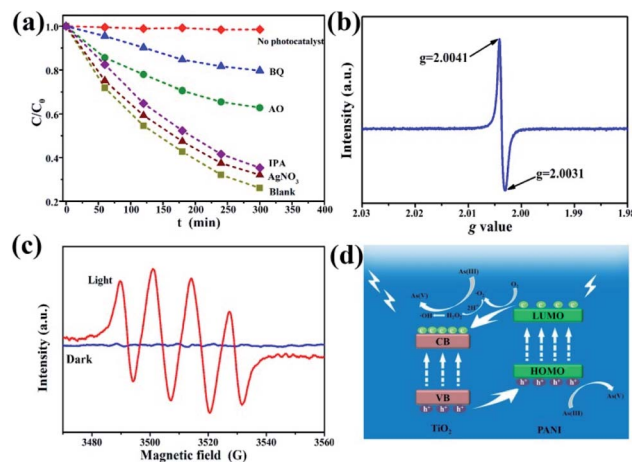 (a)
1.0
0.8
0.6
0.4
0.2
C/C₀
No photocatalyst
BQ
AO
IPA
AgNO₃
Blank
0 50 100 150 200 250 300 350 400
t (min)
(b)
Intensity (a.u.)
g=2.0041
g=2.0031
2.03 2.01 2.00 1.99 1.98
g value
(c)
Intensity (a.u.)
Light
Dark
3480 3500 3520 3540 3560
Magnetic field (G)
(d)
As(III)
As(V)
O₂
·O₂⁻
·OH
H₂O₂
LUMO
CB
HOMO
VB
h⁺ h⁺ h⁺ h⁺
h⁺ h⁺ h⁺
As(V)
As(III)
TiO₂
PANI